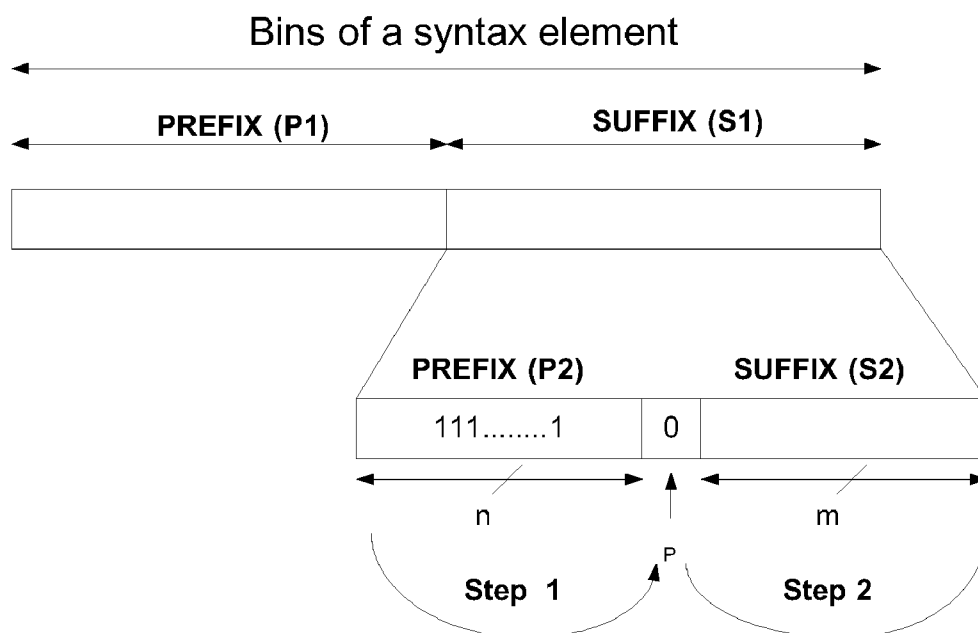 Bins of a syntax element
PREFIX (P1) SUFFIX (S1)
PREFIX (P2) SUFFIX (S2)
111........1 0
n m
P
Step 1 Step 2